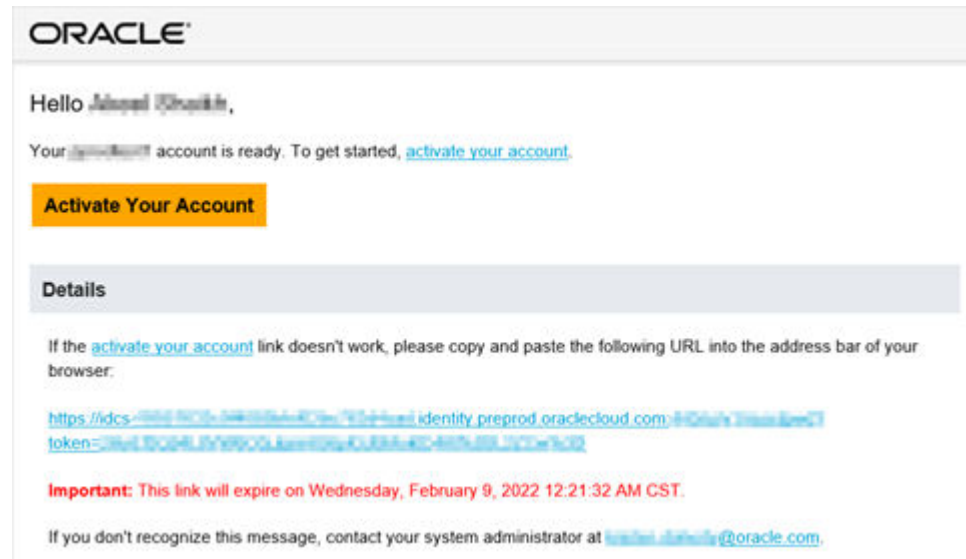 ORACLE
Hello
Your account is ready. To get started, activate your account.
Activate Your Account
Details
If the activate your account link doesn't work, please copy and paste the following URL into the address bar of your
browser:
https://idcs- .identity.preprod.oraclecloud.com
token=
Important: This link will expire on Wednesday, February 9, 2022 12:21:32 AM CST.
If you don't recognize this message, contact your system administrator at @oracle.com.